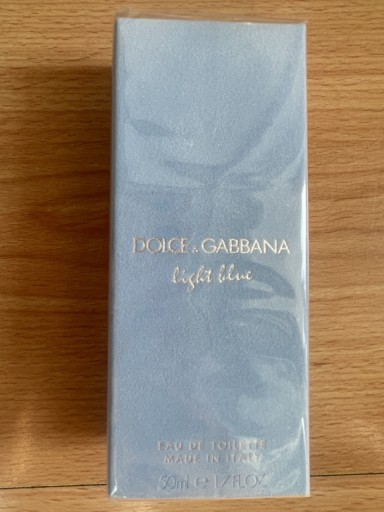 DOLCE & GABBANA
light blue
EAU DE TOILETTE
MADE IN ITALY
50ml e 1.7 FL.OZ.